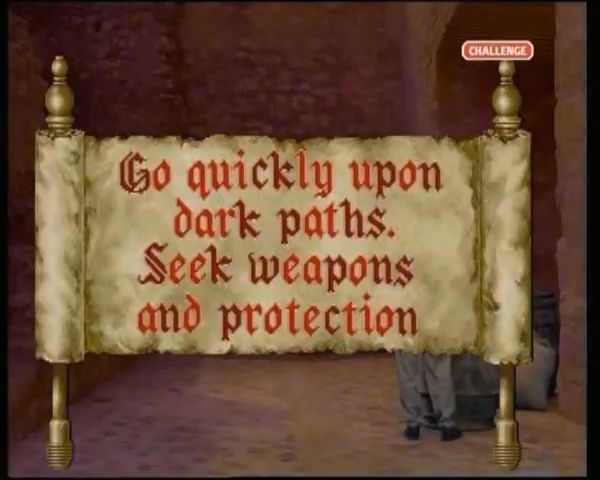 CHALLENGE
Go quickly upon
dark paths.
Seek weapons
and protection